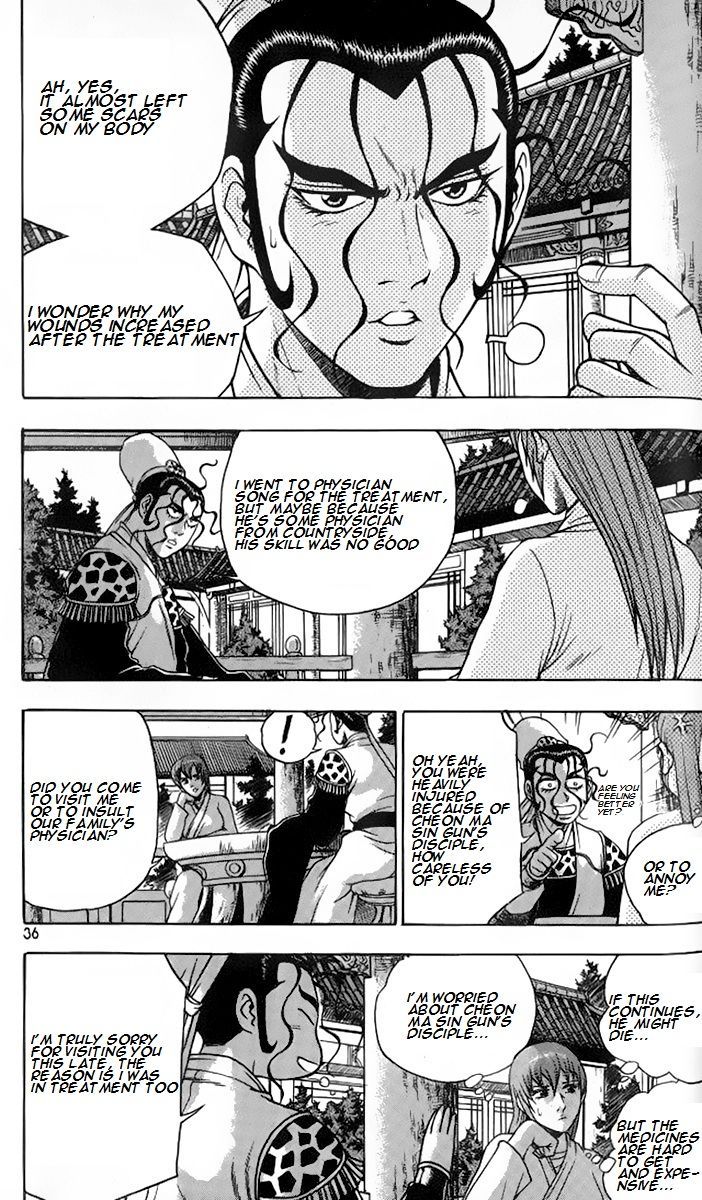 AH, YES,
IT ALMOST LEFT
SOME SCARS
ON MY BODY
I WONDER WHY MY
WOUNDS INCREASED
AFTER THE TREATMENT
I WENT TO PHYSICIAN
SONG FOR THE TREATMENT,
BUT MAYBE BECAUSE
HE'S SOME PHYSICIAN
FROM COUNTRYSIDE,
HIS SKILL WAS NO GOOD
DID YOU COME
TO VISIT ME
OR TO INSULT
OUR FAMILY'S
PHYSICIAN?
!
OH YEAH,
YOU WERE
HEAVILY
INJURED
BECAUSE OF
CHEON MA
SIN GUN'S
DISCIPLE,
HOW
CARELESS
OF YOU!
ARE YOU
FEELING
BETTER
YET?
OR TO
ANNOY
ME?
36
I'M TRULY SORRY
FOR VISITING YOU
THIS LATE, THE
REASON IS I WAS
IN TREATMENT TOO
I'M WORRIED
ABOUT CHEON
MA SIN GUN'S
DISCIPLE...
IF THIS
CONTINUES,
HE MIGHT
DIE...
BUT THE
MEDICINES
ARE HARD
TO GET
AND EXPE-
NSIVE...